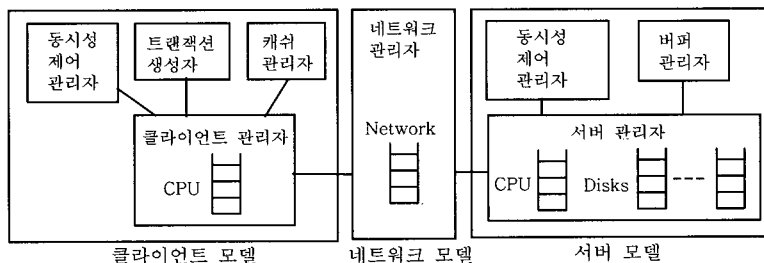 동시성
제어
관리자
트랜잭션
생성자
캐쉬
관리자
클라이언트 관리자
CPU
네트워크
관리자
Network
동시성
제어
관리자
버퍼
관리자
서버 관리자
CPU
Disks
클라이언트 모델
네트워크 모델
서버 모델